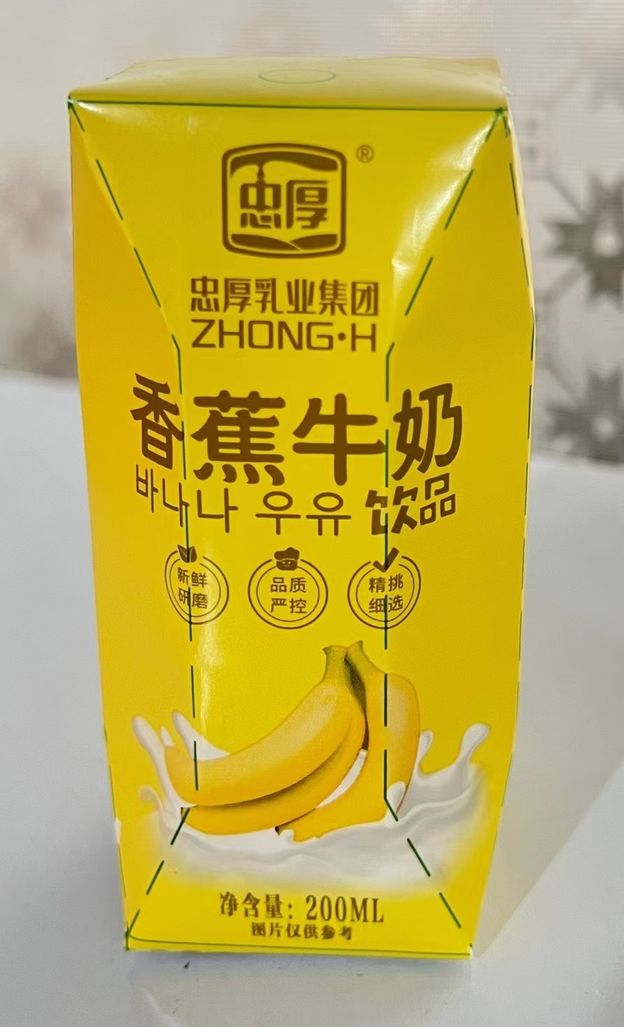 忠厚®
忠厚乳业集团
ZHONG·H
香蕉牛奶
바나나 우유 饮品
新鲜 品质 精挑
研磨 严控 细选
净含量：200ML
图片仅供参考